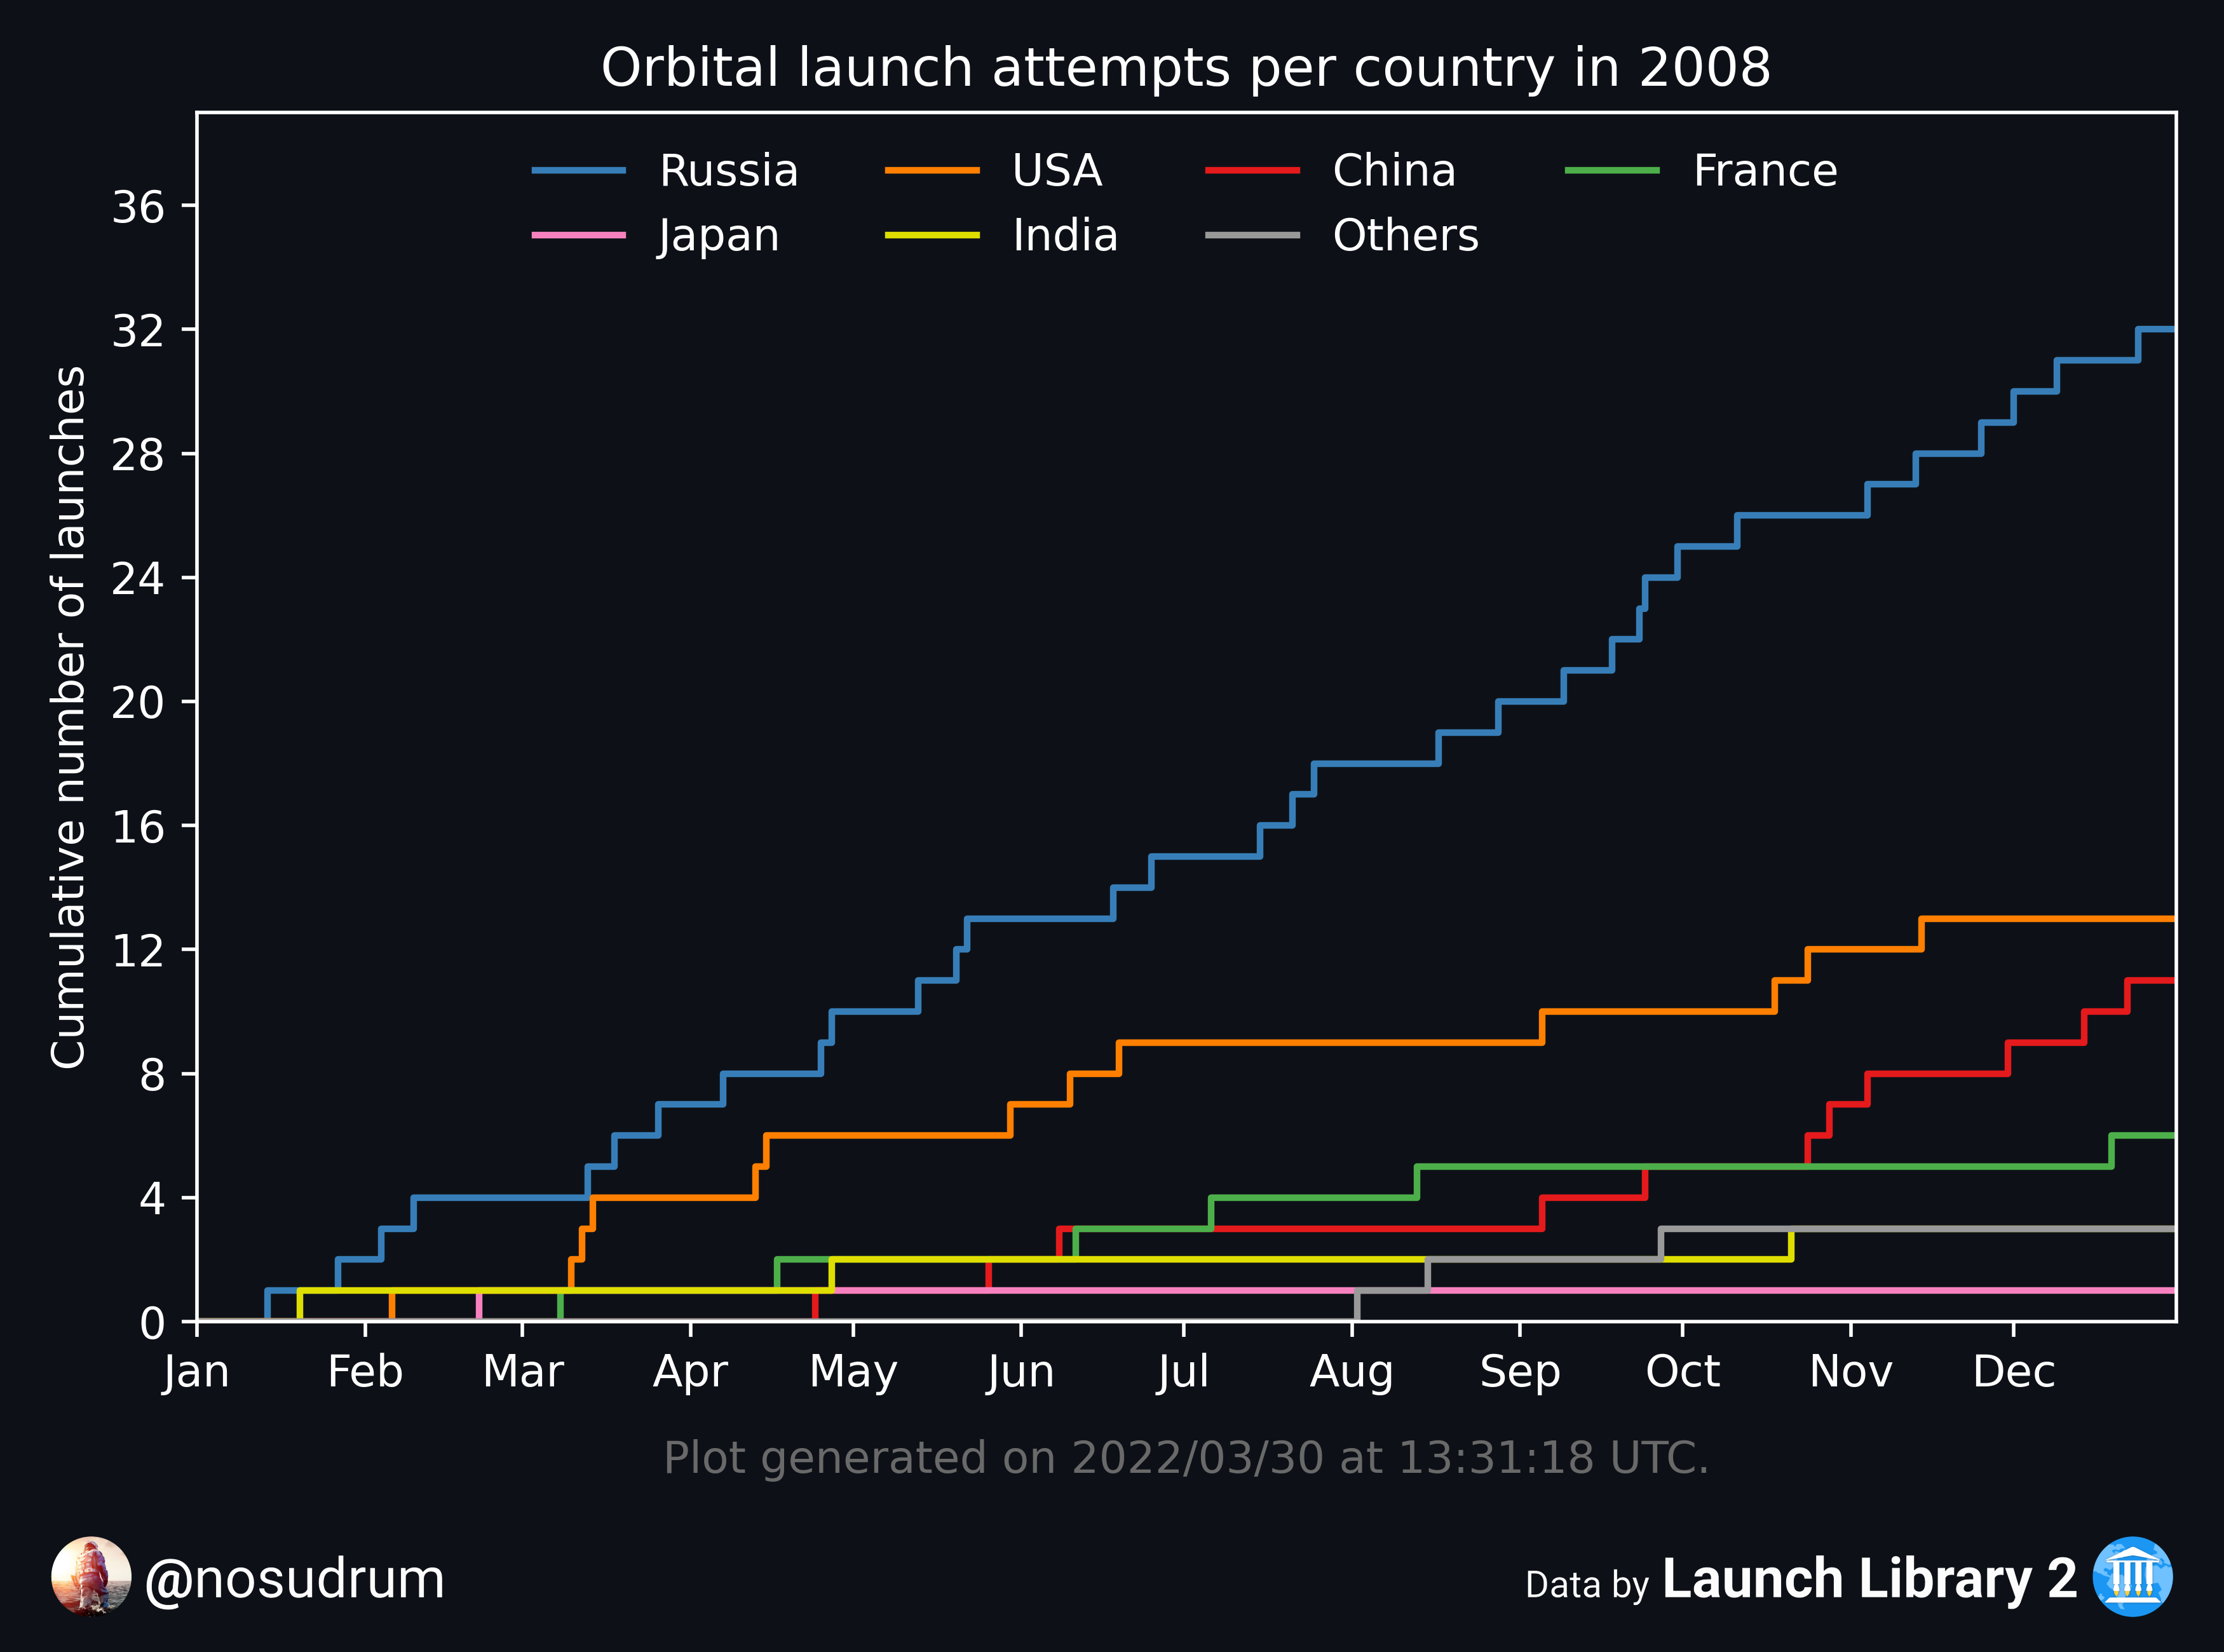 Orbital launch attempts per country in 2008
Russia USA China France
Japan India Others
36
32
28
24
20
16
12
8
4
0
Cumulative number of launches
Jan Feb Mar Apr May Jun Jul Aug Sep Oct Nov Dec
Plot generated on 2022/03/30 at 13:31:18 UTC.
@nosudrum
Data by Launch Library 2